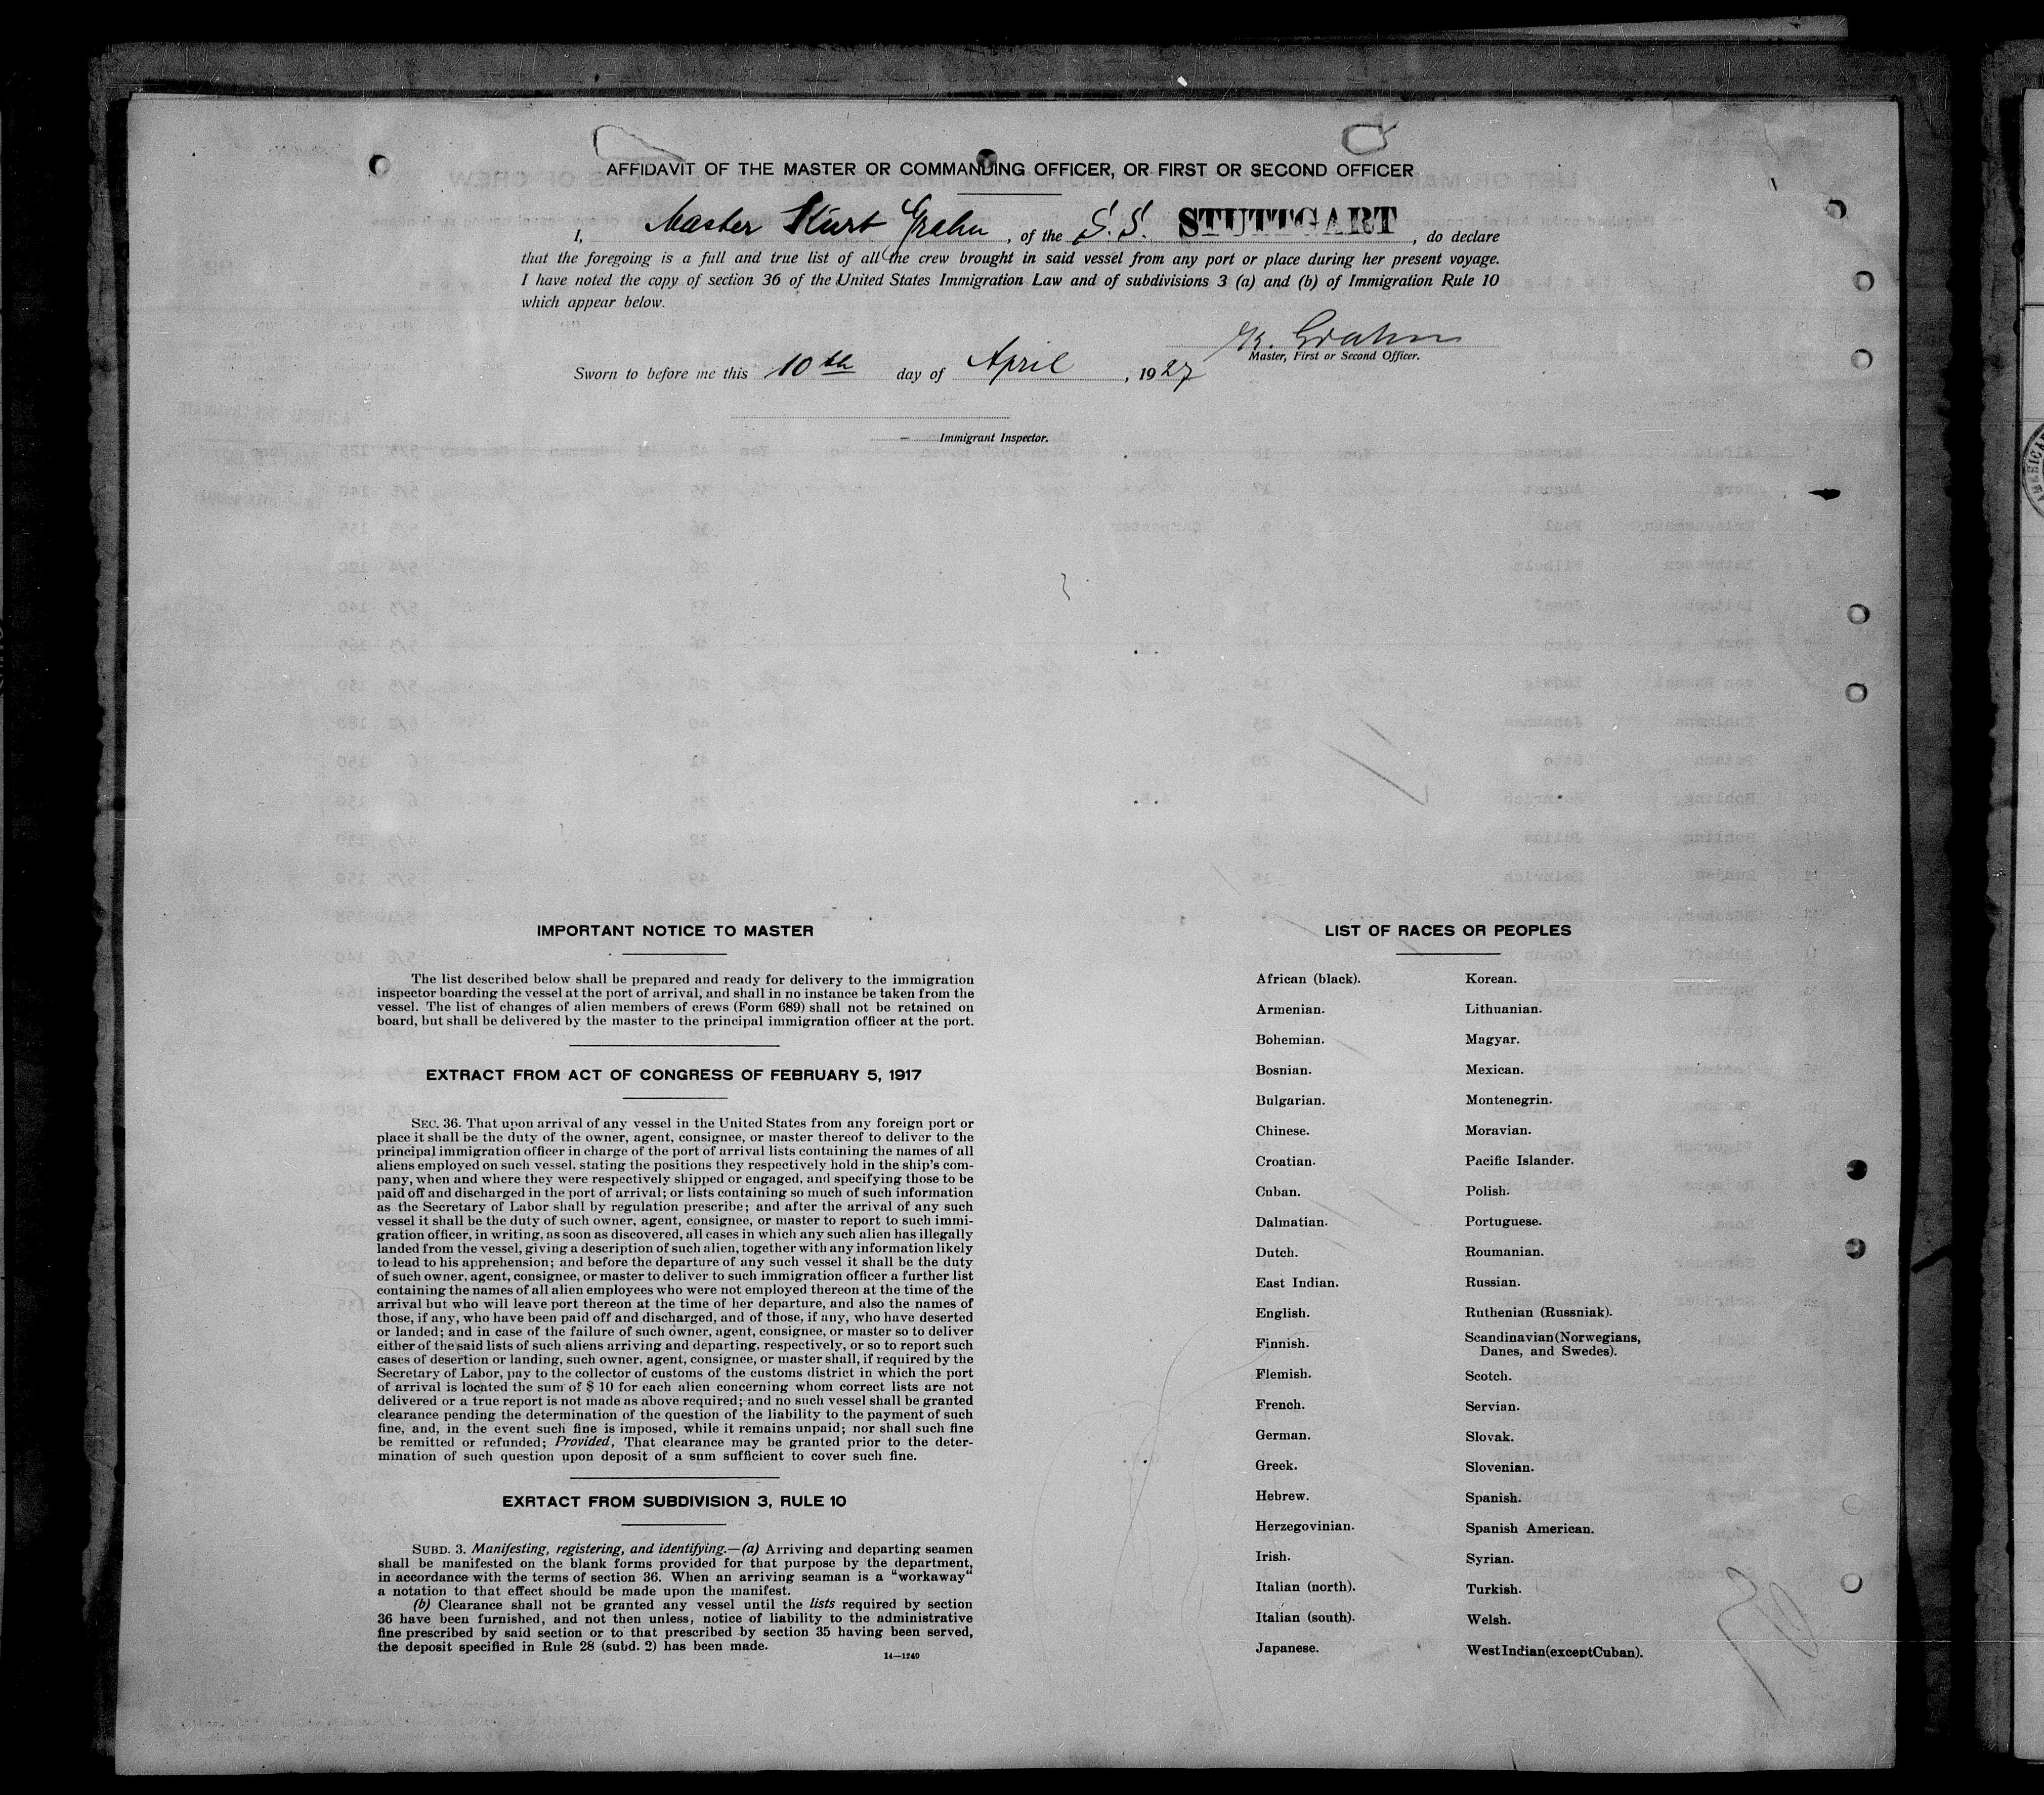 AFFIDAVIT OF THE MASTER OR COMMANDING OFFICER, OR FIRST OR SECOND OFFICER
I, Master Kurt Grahn, of the S.S. STUTTGART, do declare
that the foregoing is a full and true list of all the crew brought in said vessel from any port or place during her present voyage.
I have noted the copy of section 36 of the United States Immigration Law and of subdivisions 3 (a) and (b) of Immigration Rule 10
which appear below.
K. Grahn
Master, First or Second Officer.
Sworn to before me this 10th day of April, 1927
Immigrant Inspector.
IMPORTANT NOTICE TO MASTER
The list described below shall be prepared and ready for delivery to the immigration
inspector boarding the vessel at the port of arrival, and shall in no instance be taken from the
vessel. The list of changes of alien members of crews (Form 689) shall not be retained on
board, but shall be delivered by the master to the principal immigration officer at the port.
EXTRACT FROM ACT OF CONGRESS OF FEBRUARY 5, 1917
SEC. 36. That upon arrival of any vessel in the United States from any foreign port or
place it shall be the duty of the owner, agent, consignee, or master thereof to deliver to the
principal immigration officer in charge of the port of arrival lists containing the names of all
aliens employed on such vessel. stating the positions they respectively hold in the ship's com-
pany, when and where they were respectively shipped or engaged, and specifying those to be
paid off and discharged in the port of arrival; or lists containing so much of such information
as the Secretary of Labor shall by regulation prescribe; and after the arrival of any such
vessel it shall be the duty of such owner, agent, consignee, or master to report to such immi-
gration officer, in writing, as soon as discovered, all cases in which any such alien has illegally
landed from the vessel, giving a description of such alien, together with any information likely
to lead to his apprehension; and before the departure of any such vessel it shall be the duty
of such owner, agent, consignee, or master to deliver to such immigration officer a further list
containing the names of all alien employees who were not employed thereon at the time of the
arrival but who will leave port thereon at the time of her departure, and also the names of
those, if any, who have been paid off and discharged, and of those, if any, who have deserted
or landed; and in case of the failure of such owner, agent, consignee, or master so to deliver
either of the said lists of such aliens arriving and departing, respectively, or so to report such
cases of desertion or landing, such owner, agent, consignee, or master shall, if required by the
Secretary of Labor, pay to the collector of customs of the customs district in which the port
of arrival is located the sum of $ 10 for each alien concerning whom correct lists are not
delivered or a true report is not made as above required; and no such vessel shall be granted
clearance pending the determination of the question of the liability to the payment of such
fine, and, in the event such fine is imposed, while it remains unpaid; nor shall such fine
be remitted or refunded; Provided, That clearance may be granted prior to the deter-
mination of such question upon deposit of a sum sufficient to cover such fine.
EXRTACT FROM SUBDIVISION 3, RULE 10
SUBD. 3. Manifesting, registering, and identifying.—(a) Arriving and departing seamen
shall be manifested on the blank forms provided for that purpose by the department,
in accordance with the terms of section 36. When an arriving seaman is a "workaway"
a notation to that effect should be made upon the manifest.
(b) Clearance shall not be granted any vessel until the lists required by section
36 have been furnished, and not then unless, notice of liability to the administrative
fine prescribed by said section or to that prescribed by section 35 having been served,
the deposit specified in Rule 28 (subd. 2) has been made.
14—1240
LIST OF RACES OR PEOPLES
African (black).
Armenian.
Bohemian.
Bosnian.
Bulgarian.
Chinese.
Croatian.
Cuban.
Dalmatian.
Dutch.
East Indian.
English.
Finnish.
Flemish.
French.
German.
Greek.
Hebrew.
Herzegovinian.
Irish.
Italian (north).
Italian (south).
Japanese.
Korean.
Lithuanian.
Magyar.
Mexican.
Montenegrin.
Moravian.
Pacific Islander.
Polish.
Portuguese.
Roumanian.
Russian.
Ruthenian (Russniak).
Scandinavian (Norwegians,
Danes, and Swedes).
Scotch.
Servian.
Slovak.
Slovenian.
Spanish.
Spanish American.
Syrian.
Turkish.
Welsh.
West Indian (except Cuban).